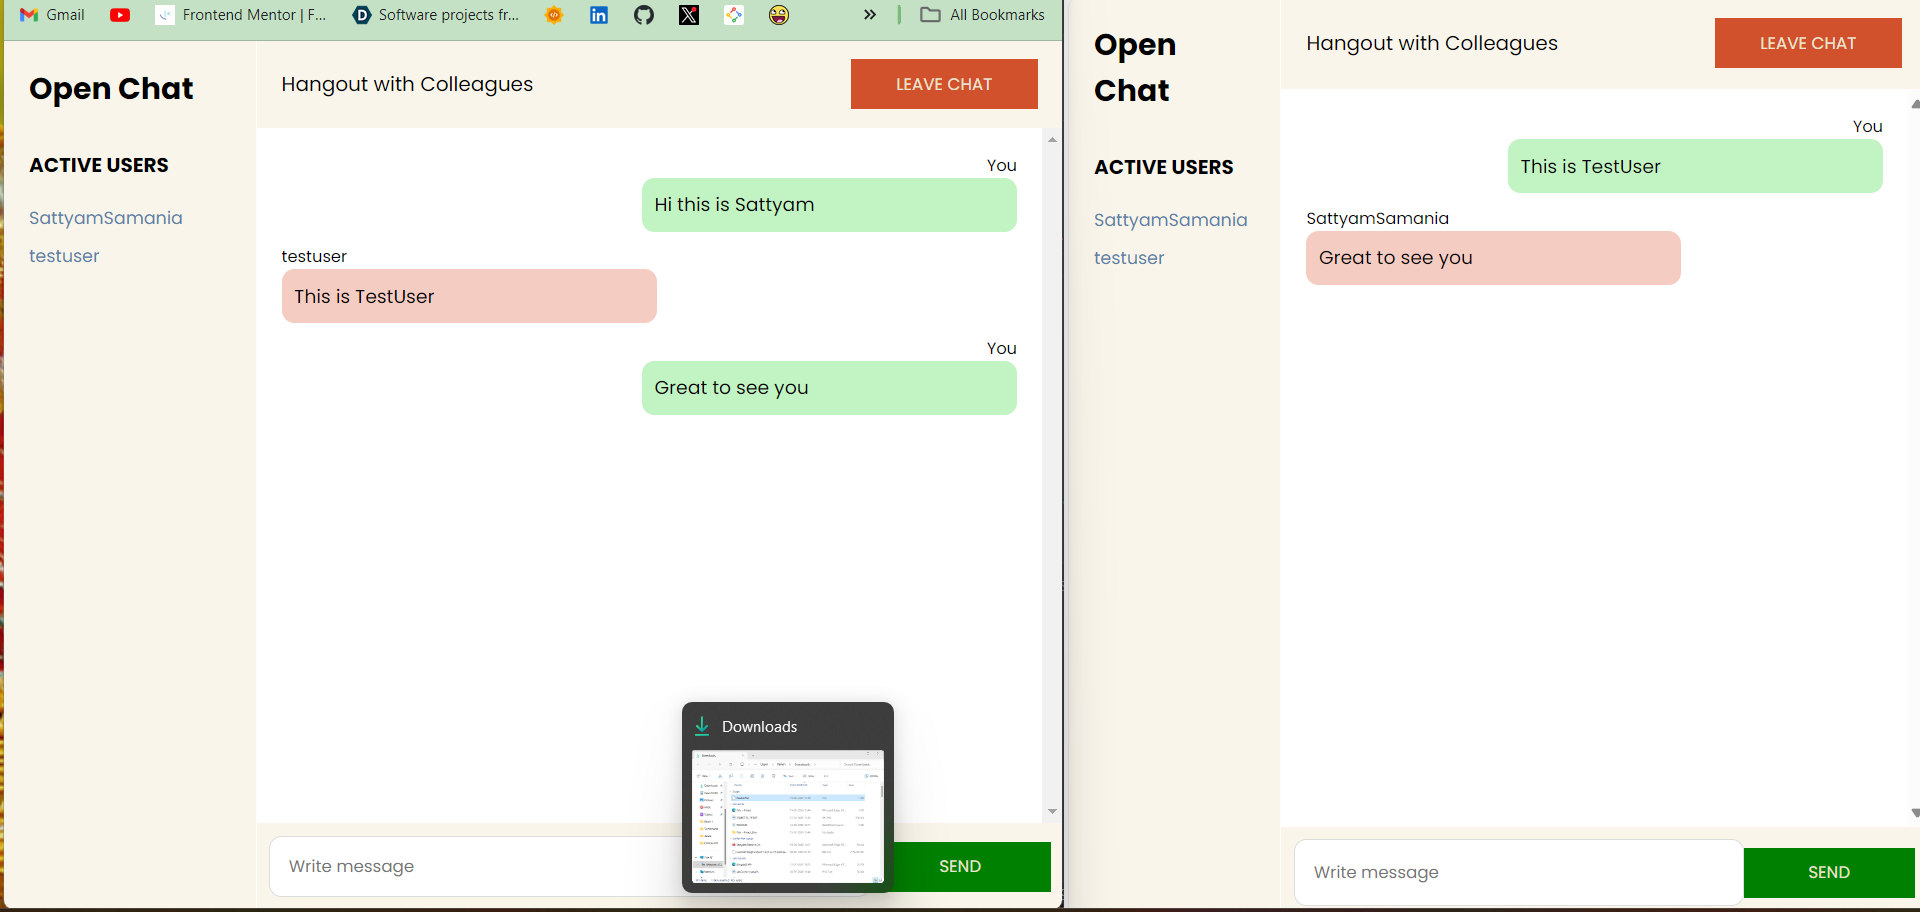 Gmail
Frontend Mentor | F...
Software projects fr...
All Bookmarks
Open Chat
Hangout with Colleagues
LEAVE CHAT
ACTIVE USERS
SattyamSamania
testuser
You
Hi this is Sattyam
testuser
This is TestUser
You
Great to see you
Downloads
Write message
SEND
Open
Chat
Hangout with Colleagues
LEAVE CHAT
ACTIVE USERS
SattyamSamania
testuser
You
This is TestUser
SattyamSamania
Great to see you
Write message
SEND